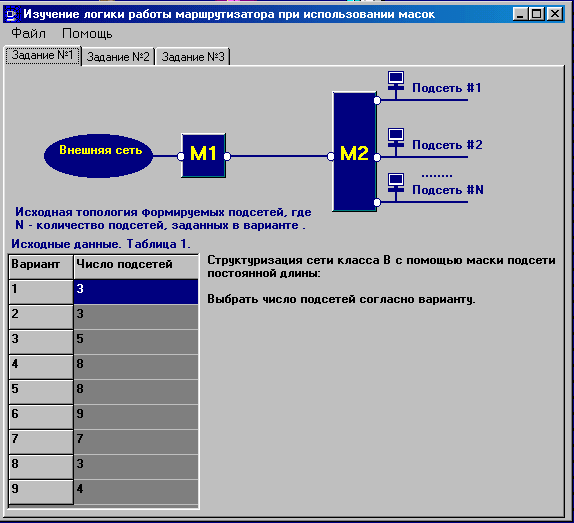 Изучение логики работы маршрутизатора при использовании масок
Файл Помощь
Задание №1 Задание №2 Задание №3
Внешняя сеть
М1
М2
Подсеть #1
Подсеть #2
........
Подсеть #N
Исходная топология формируемых подсетей, где
N - количество подсетей, заданных в варианте .
Исходные данные. Таблица 1.
Вариант Число подсетей
1 3
2 3
3 5
4 8
5 8
6 9
7 7
8 3
9 4
Структуризация сети класса В с помощью маски подсети
постоянной длины:
Выбрать число подсетей согласно варианту.